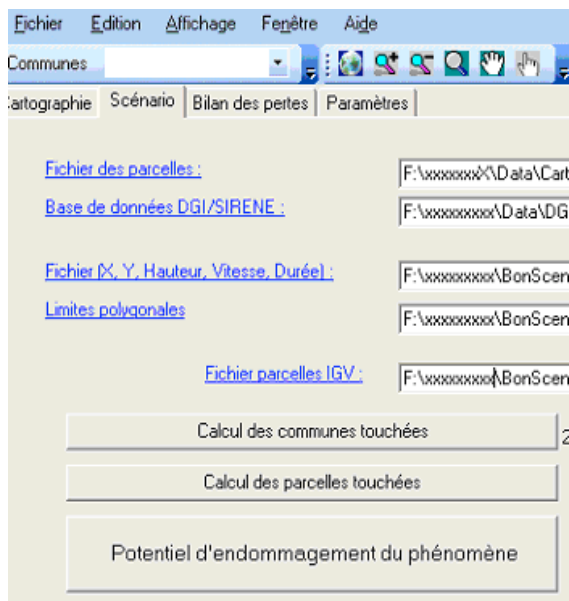 Fichier Edition Affichage Fenêtre Aide
Communes
Cartographie Scénario Bilan des pertes Paramètres
Fichier des parcelles : F:\xxxxxxxX\Data\Cart
Base de données DGI/SIRENE : F:\xxxxxxxxx\Data\DG
Fichier (X, Y, Hauteur, Vitesse, Durée) : F:\xxxxxxxxx\BonScen
Limites polygonales F:\xxxxxxxxx\BonScen
Fichier parcelles IGV : F:\xxxxxxxxx\BonScen
Calcul des communes touchées 2
Calcul des parcelles touchées
Potentiel d'endommagement du phénomène